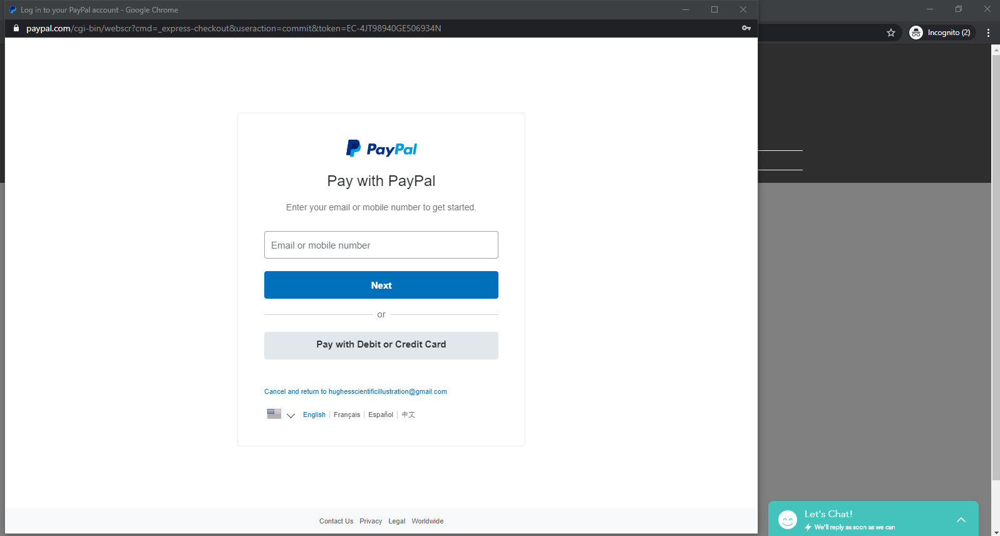 Log in to your PayPal account - Google Chrome
paypal.com/cgi-bin/webscr?cmd=_express-checkout&useraction=commit&token=EC-4JT98940GE506934N
Incognito (2)
PayPal
Pay with PayPal
Enter your email or mobile number to get started.
Email or mobile number
Next
or
Pay with Debit or Credit Card
Cancel and return to hughesscientificillustration@gmail.com
English Français Español 中文
Contact Us Privacy Legal Worldwide
Let's Chat!
We'll reply as soon as we can